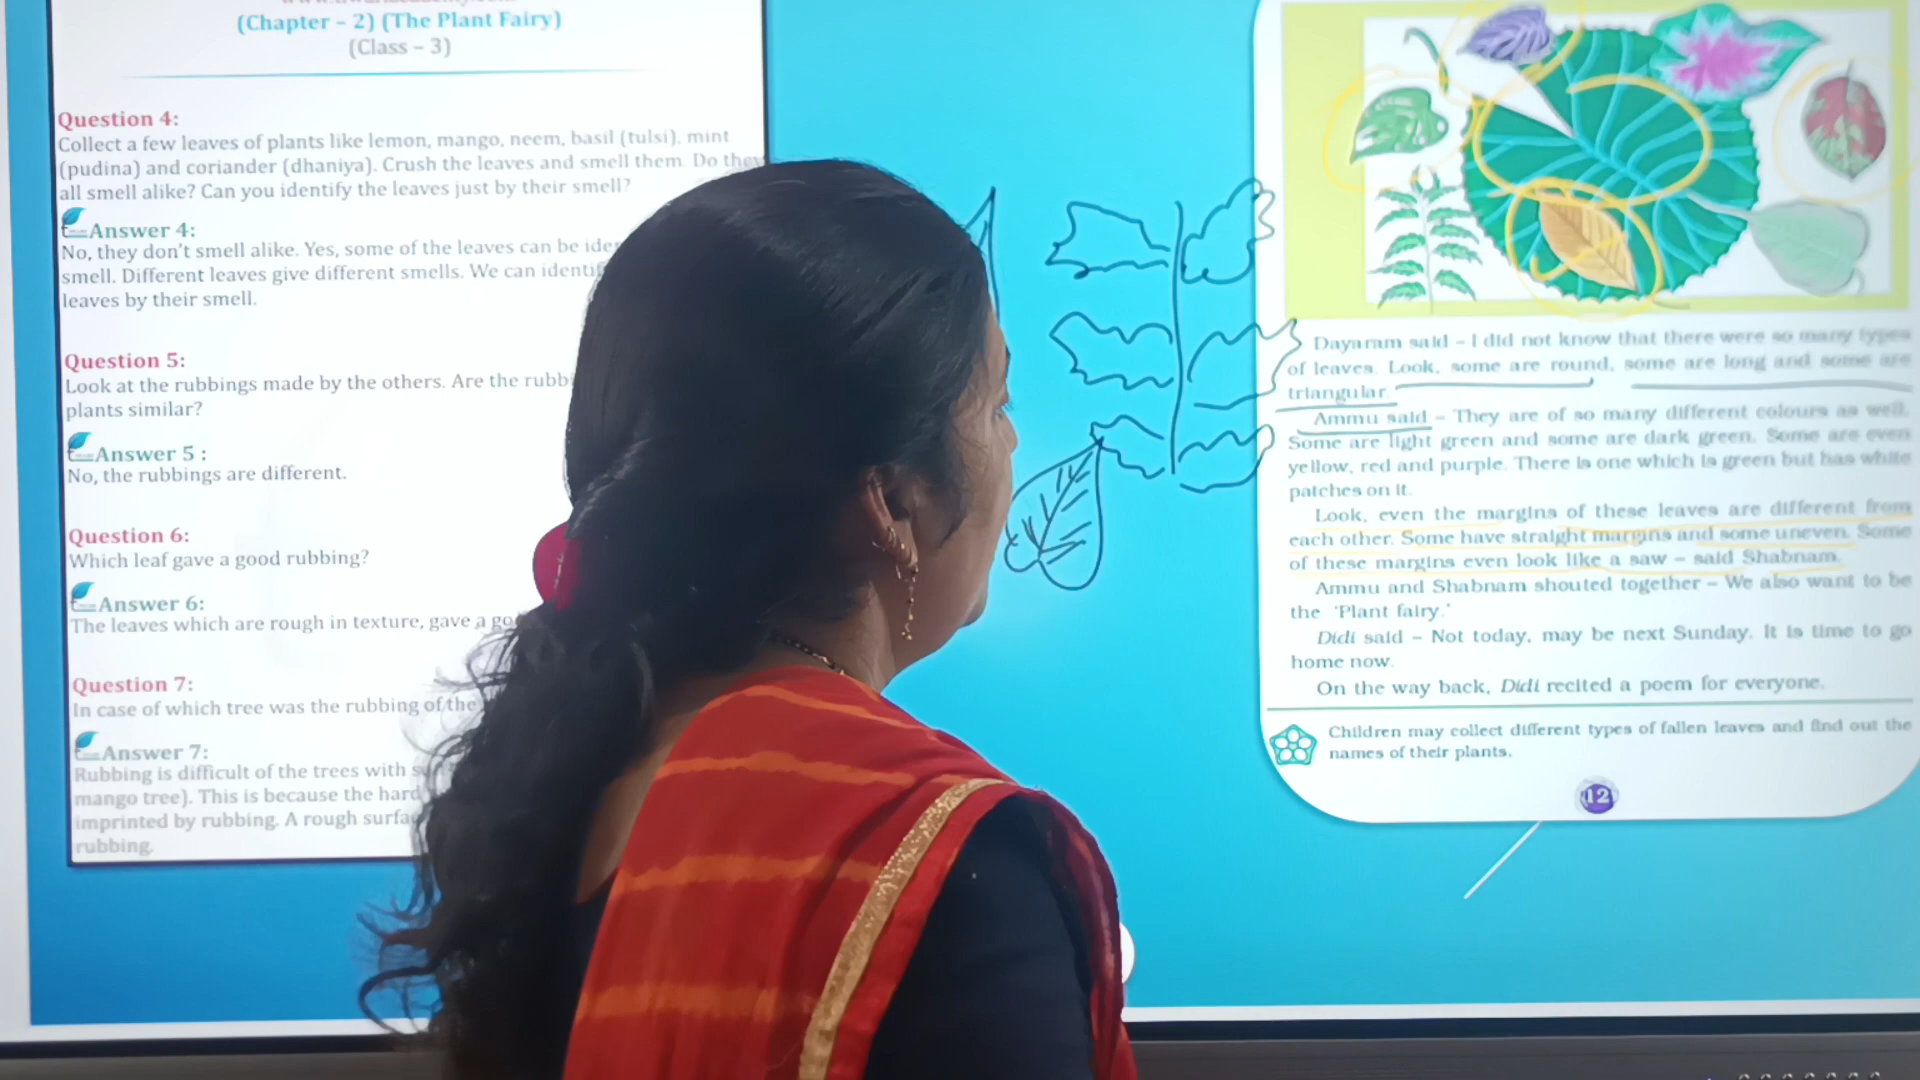 (Chapter – 2) (The Plant Fairy)
(Class – 3)
Question 4:
Collect a few leaves of plants like lemon, mango, neem, basil (tulsi), mint
(pudina) and coriander (dhaniya). Crush the leaves and smell them. Do they
all smell alike? Can you identify the leaves just by their smell?
Answer 4:
No, they don't smell alike. Yes, some of the leaves can be
smell. Different leaves give different smells. We can
leaves by their smell.
Question 5:
Look at the rubbings made by the others. Are the
plants similar?
Answer 5 :
No, the rubbings are different.
Question 6:
Which leaf gave a good rubbing?
Answer 6:
The leaves which are rough in texture, gave a
Question 7:
In case of which tree was the rubbing of the
Answer 7:
Rubbing is difficult of the trees with
mango tree). This is because the hard
imprinted by rubbing. A rough
rubbing.
Dayaram said – I did not know that there were so many types
of leaves. Look, some are round, some are long and some are
triangular.
Ammu said – They are of so many different colours as well.
Some are light green and some are dark green. Some are even
yellow, red and purple. There is one which is green but has white
patches on it.
Look, even the margins of these leaves are different from
each other. Some have straight margins and some uneven. Some
of these margins even look like a saw – said Shabnam.
Ammu and Shabnam shouted together – We also want to be
the 'Plant fairy.'
Didi said – Not today, may be next Sunday. It is time to go
home now.
On the way back, Didi recited a poem for everyone.
Children may collect different types of fallen leaves and find out the
names of their plants.
12